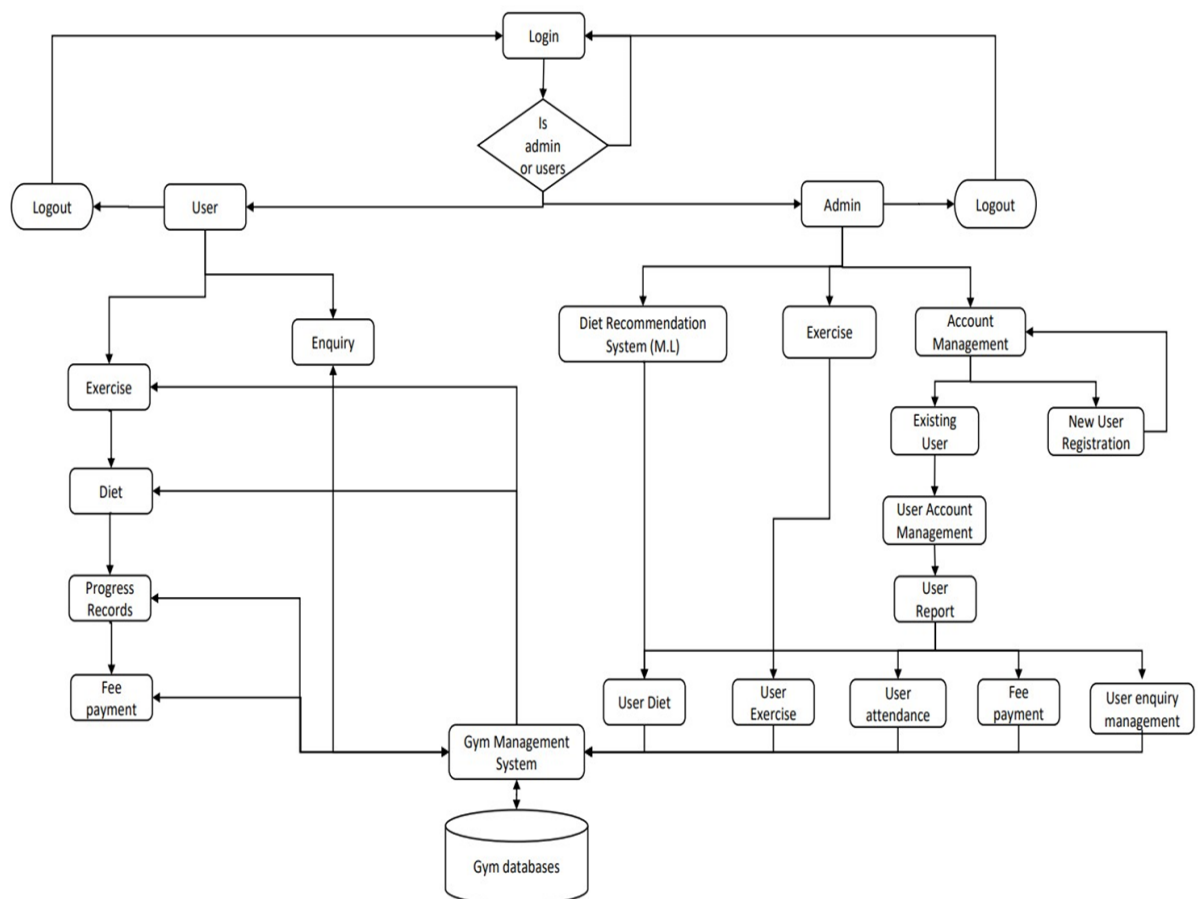 Login
Is
admin
or users
Logout
User
Admin
Logout
Diet Recommendation
System (M.L)
Exercise
Account
Management
Enquiry
Exercise
Existing
User
New User
Registration
Diet
User Account
Management
Progress
Records
User
Report
Fee
payment
User Diet
User
Exercise
User
attendance
Fee
payment
User enquiry
management
Gym Management
System
Gym databases